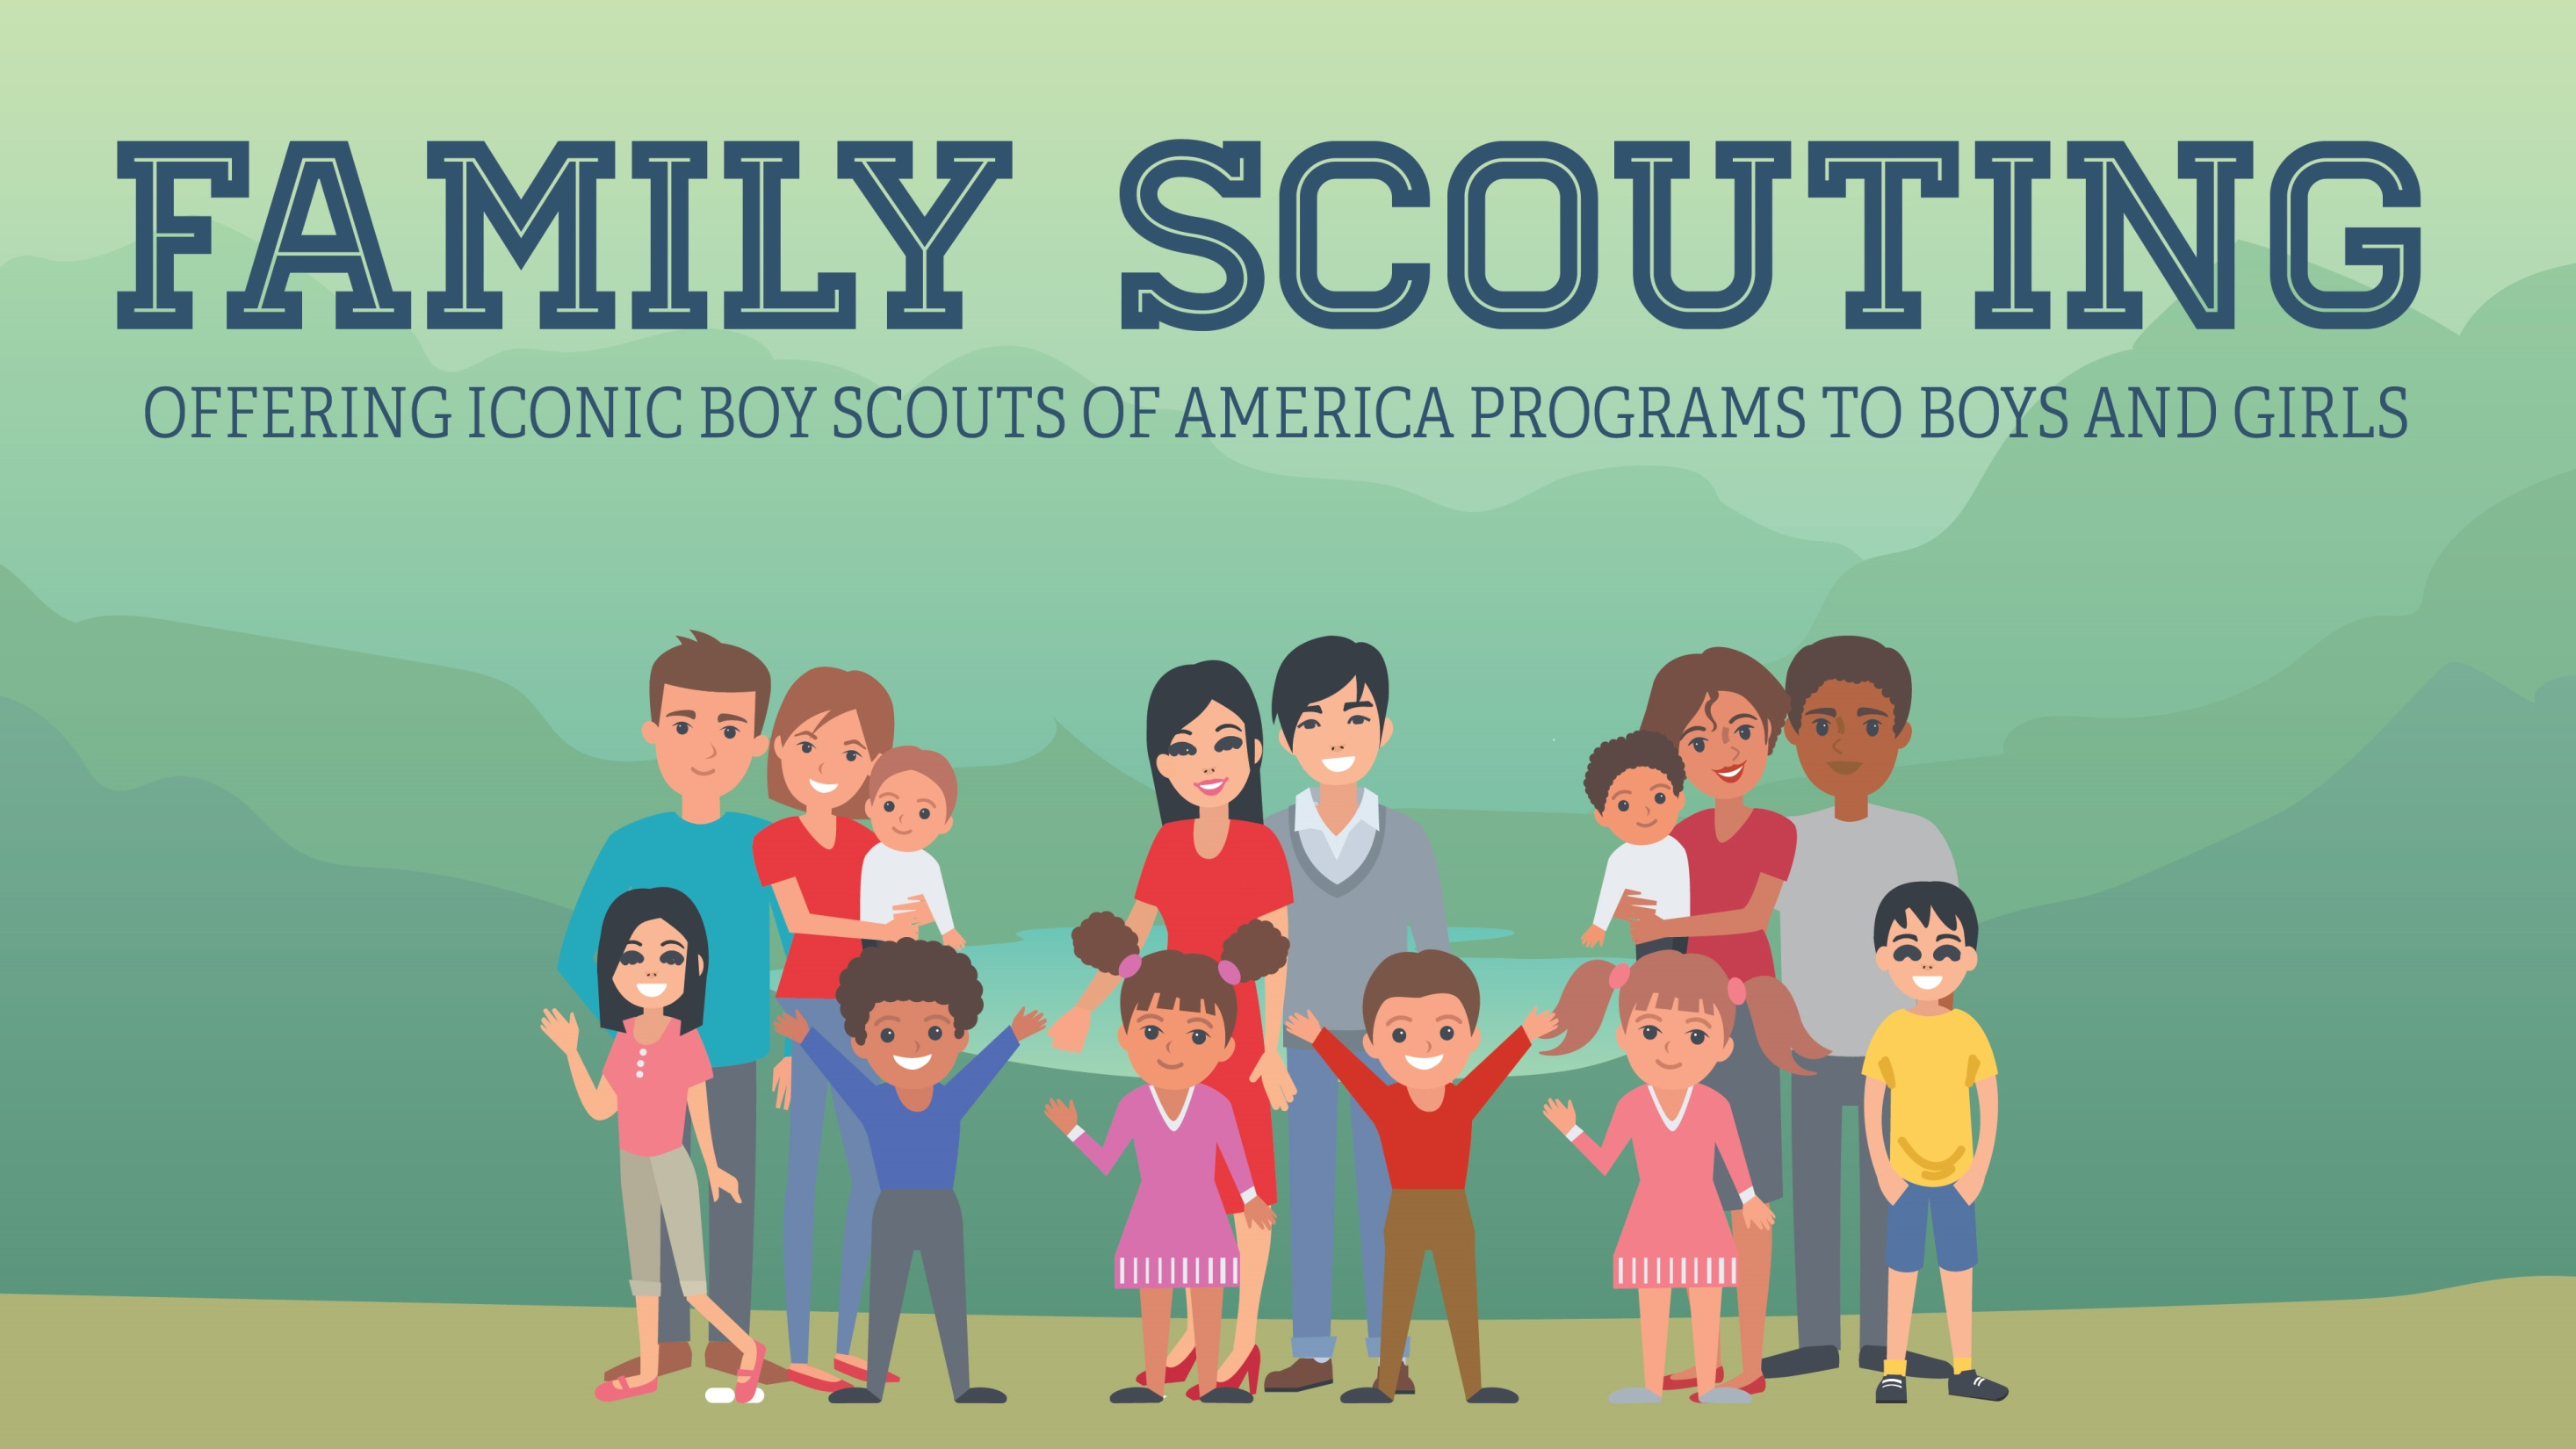 FAMILY SCOUTING
OFFERING ICONIC BOY SCOUTS OF AMERICA PROGRAMS TO BOYS AND GIRLS